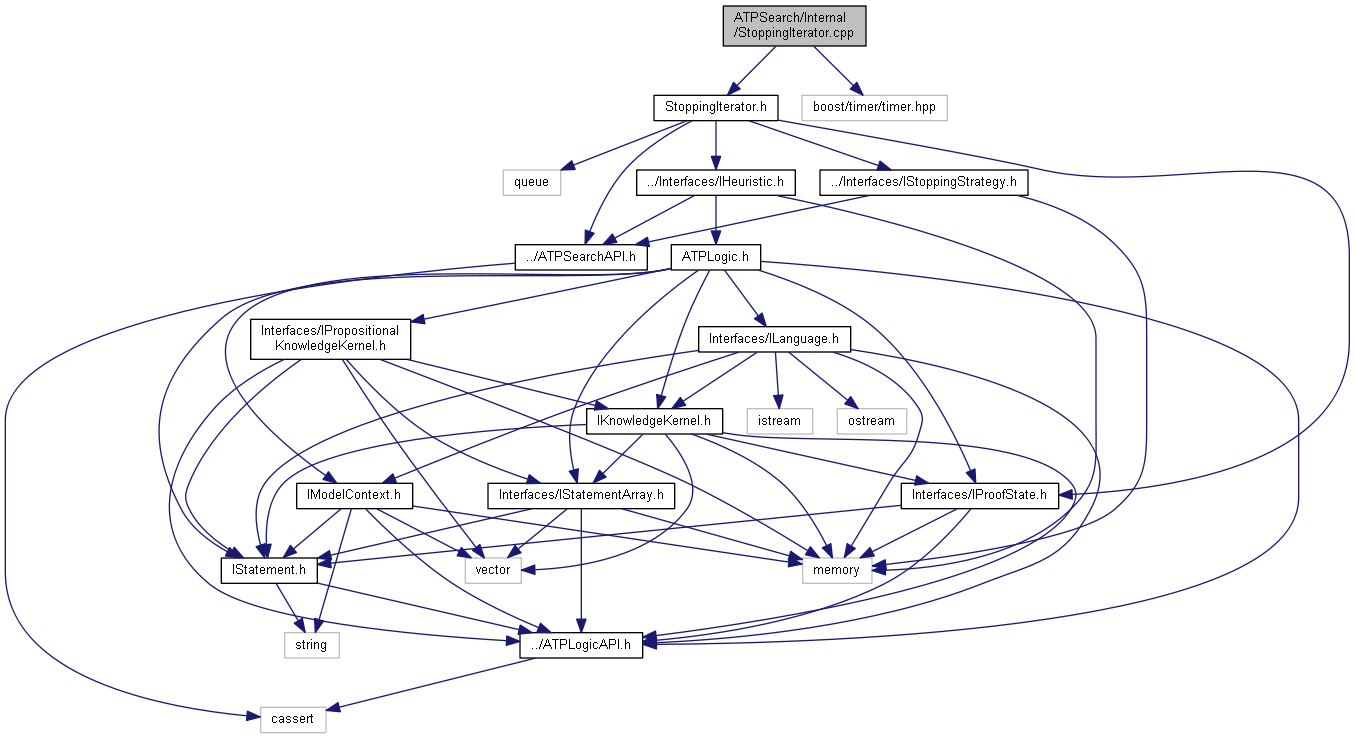 ATPSearch/Internal
/StoppingIterator.cpp
StoppingIterator.h
boost/timer/timer.hpp
queue
../Interfaces/IHeuristic.h
../Interfaces/IStoppingStrategy.h
../ATPSearchAPI.h
ATPLogic.h
Interfaces/IPropositional
KnowledgeKernel.h
Interfaces/ILanguage.h
IKnowledgeKernel.h
istream
ostream
IModelContext.h
Interfaces/IStatementArray.h
Interfaces/IProofState.h
IStatement.h
vector
memory
string
../ATPLogicAPI.h
cassert